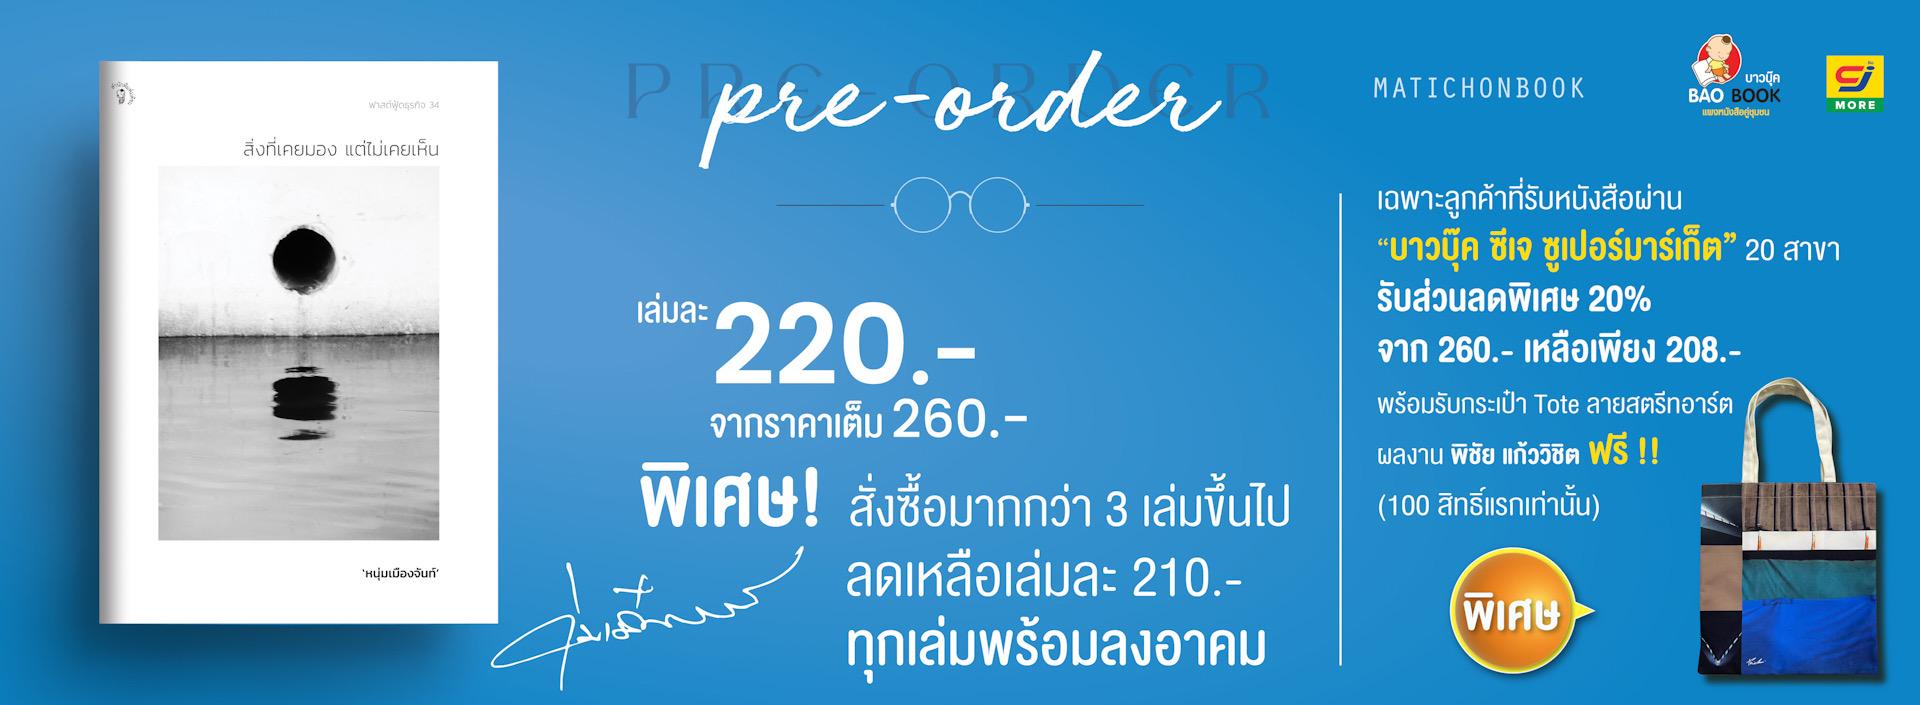 ฟาสต์ฟู้ดธุรกิจ 34
สิ่งที่เคยมอง แต่ไม่เคยเห็น
'หนุ่มเมืองจันท์'
PRE-ORDER
pre-order
เล่มละ 220.-
จากราคาเต็ม 260.-
พิเศษ! สั่งซื้อมากกว่า 3 เล่มขึ้นไป
ลดเหลือเล่มละ 210.-
ทุกเล่มพร้อมลงอาคม
MATICHONBOOK
บาวบุ๊ค
BAO BOOK
แผงหนังสือคู่ชุมชน
CJ
MORE
เฉพาะลูกค้าที่รับหนังสือผ่าน
“บาวบุ๊ค ซีเจ ซูเปอร์มาร์เก็ต” 20 สาขา
รับส่วนลดพิเศษ 20%
จาก 260.- เหลือเพียง 208.-
พร้อมรับกระเป๋า Tote ลายสตรีทอาร์ต
ผลงาน พิชัย แก้ววิชิต ฟรี !!
(100 สิทธิ์แรกเท่านั้น)
พิเศษ